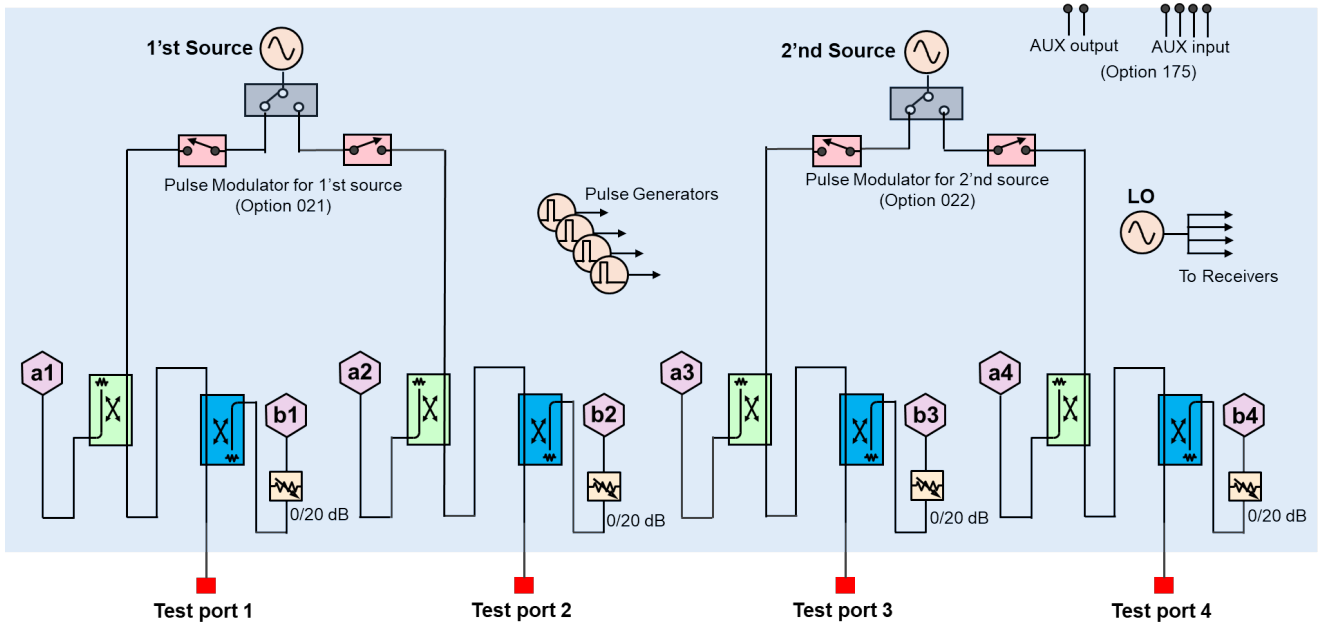 1'st Source
2'nd Source
AUX output
AUX input
(Option 175)
Pulse Modulator for 1'st source
(Option 021)
Pulse Generators
Pulse Modulator for 2'nd source
(Option 022)
LO
To Receivers
a1
b1
0/20 dB
a2
b2
0/20 dB
a3
b3
0/20 dB
a4
b4
0/20 dB
Test port 1
Test port 2
Test port 3
Test port 4